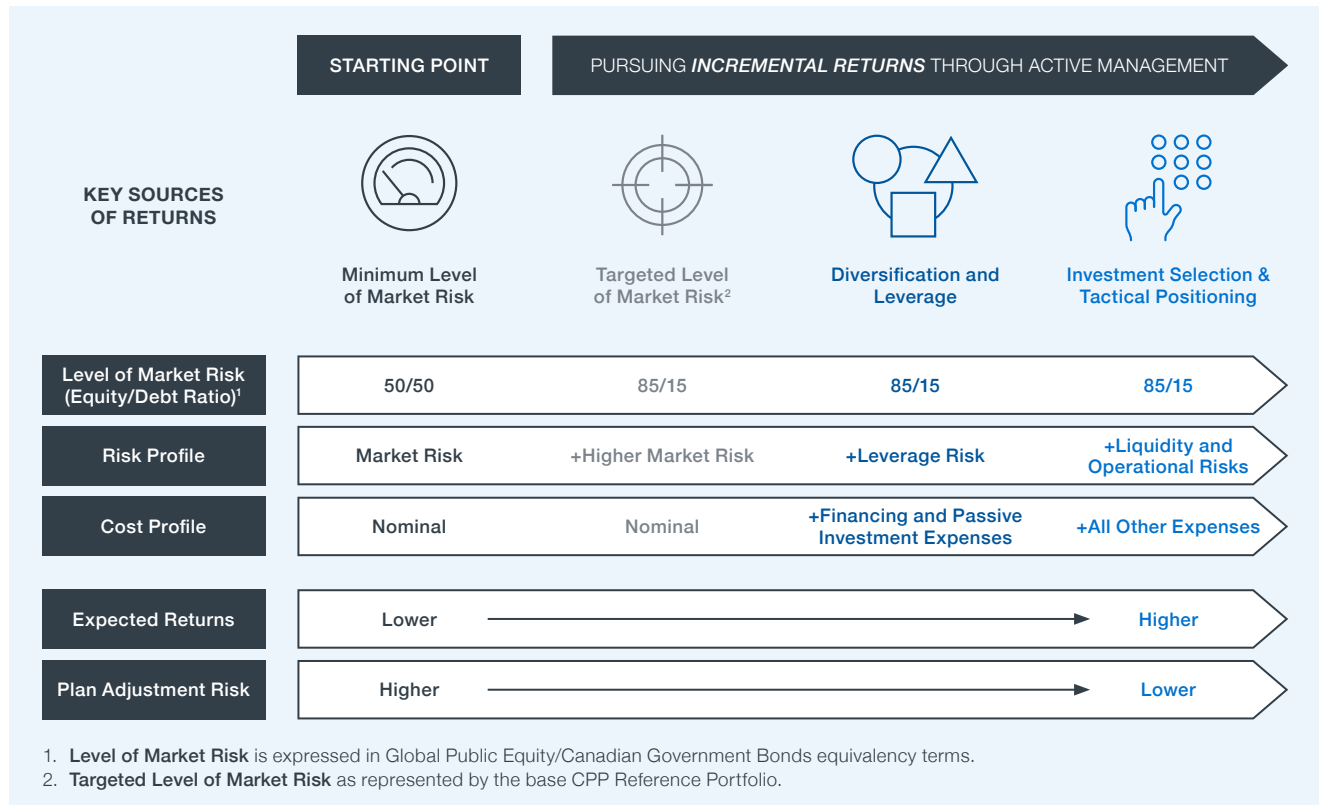 STARTING POINT
PURSUING INCREMENTAL RETURNS THROUGH ACTIVE MANAGEMENT
KEY SOURCES
OF RETURNS
Minimum Level
of Market Risk
Targeted Level
of Market Risk²
Diversification and
Leverage
Investment Selection &
Tactical Positioning
Level of Market Risk
(Equity/Debt Ratio)¹
50/50
85/15
85/15
85/15
Risk Profile
Market Risk
+Higher Market Risk
+Leverage Risk
+Liquidity and
Operational Risks
Cost Profile
Nominal
Nominal
+Financing and Passive
Investment Expenses
+All Other Expenses
Expected Returns
Lower
Higher
Plan Adjustment Risk
Higher
Lower
1. Level of Market Risk is expressed in Global Public Equity/Canadian Government Bonds equivalency terms.
2. Targeted Level of Market Risk as represented by the base CPP Reference Portfolio.